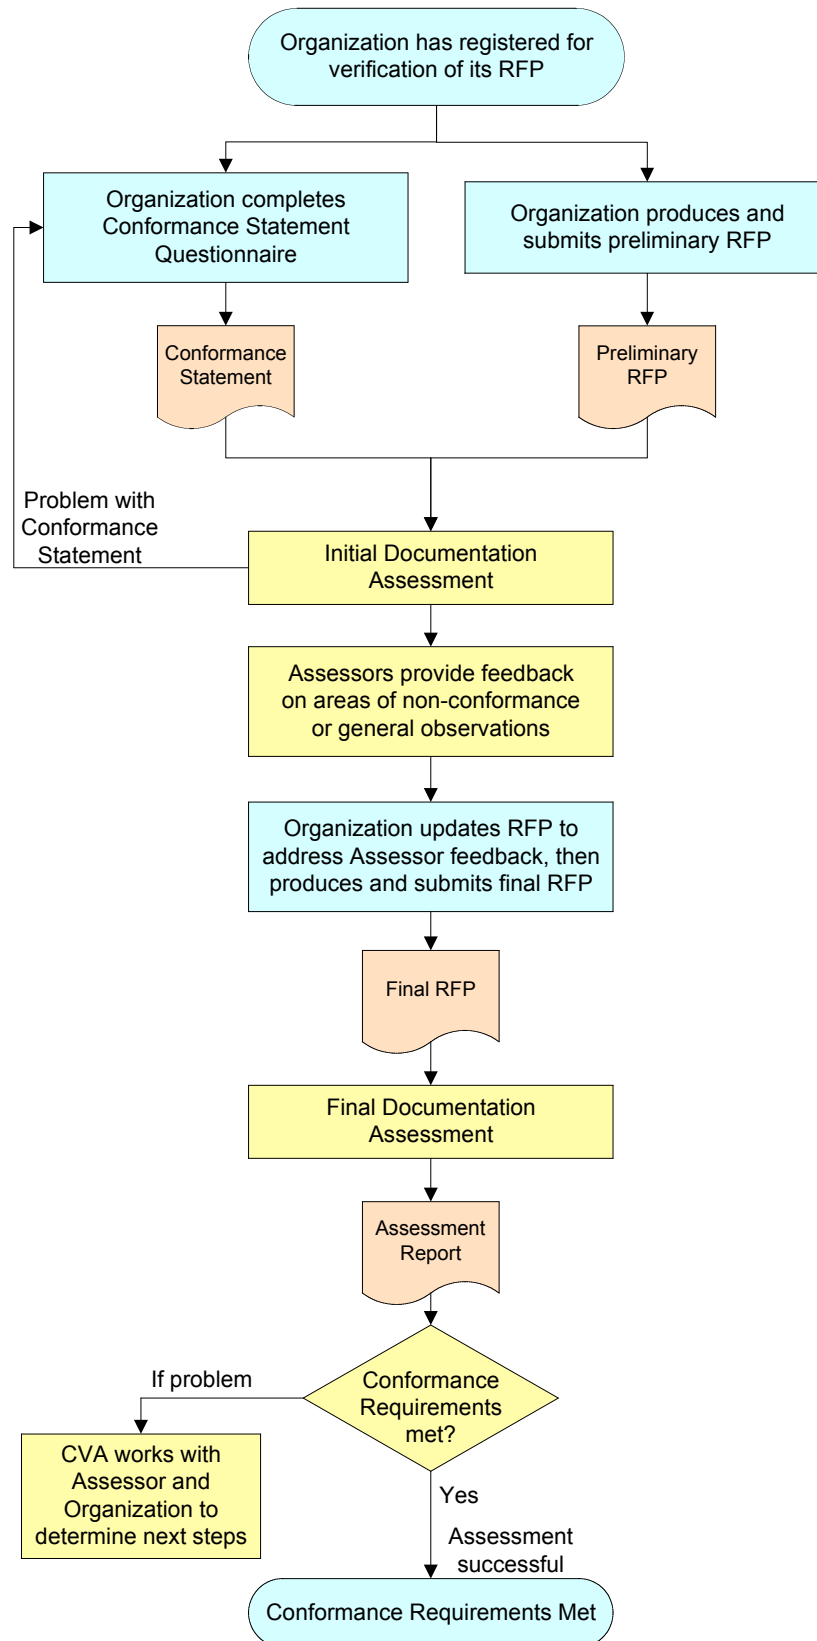 Organization has registered for
verification of its RFP
Organization completes
Conformance Statement
Questionnaire
Organization produces and
submits preliminary RFP
Conformance
Statement
Preliminary
RFP
Problem with
Conformance
Statement
Initial Documentation
Assessment
Assessors provide feedback
on areas of non-conformance
or general observations
Organization updates RFP to
address Assessor feedback, then
produces and submits final RFP
Final RFP
Final Documentation
Assessment
Assessment
Report
If problem
Conformance
Requirements
met?
CVA works with
Assessor and
Organization to
determine next steps
Yes
Assessment
successful
Conformance Requirements Met